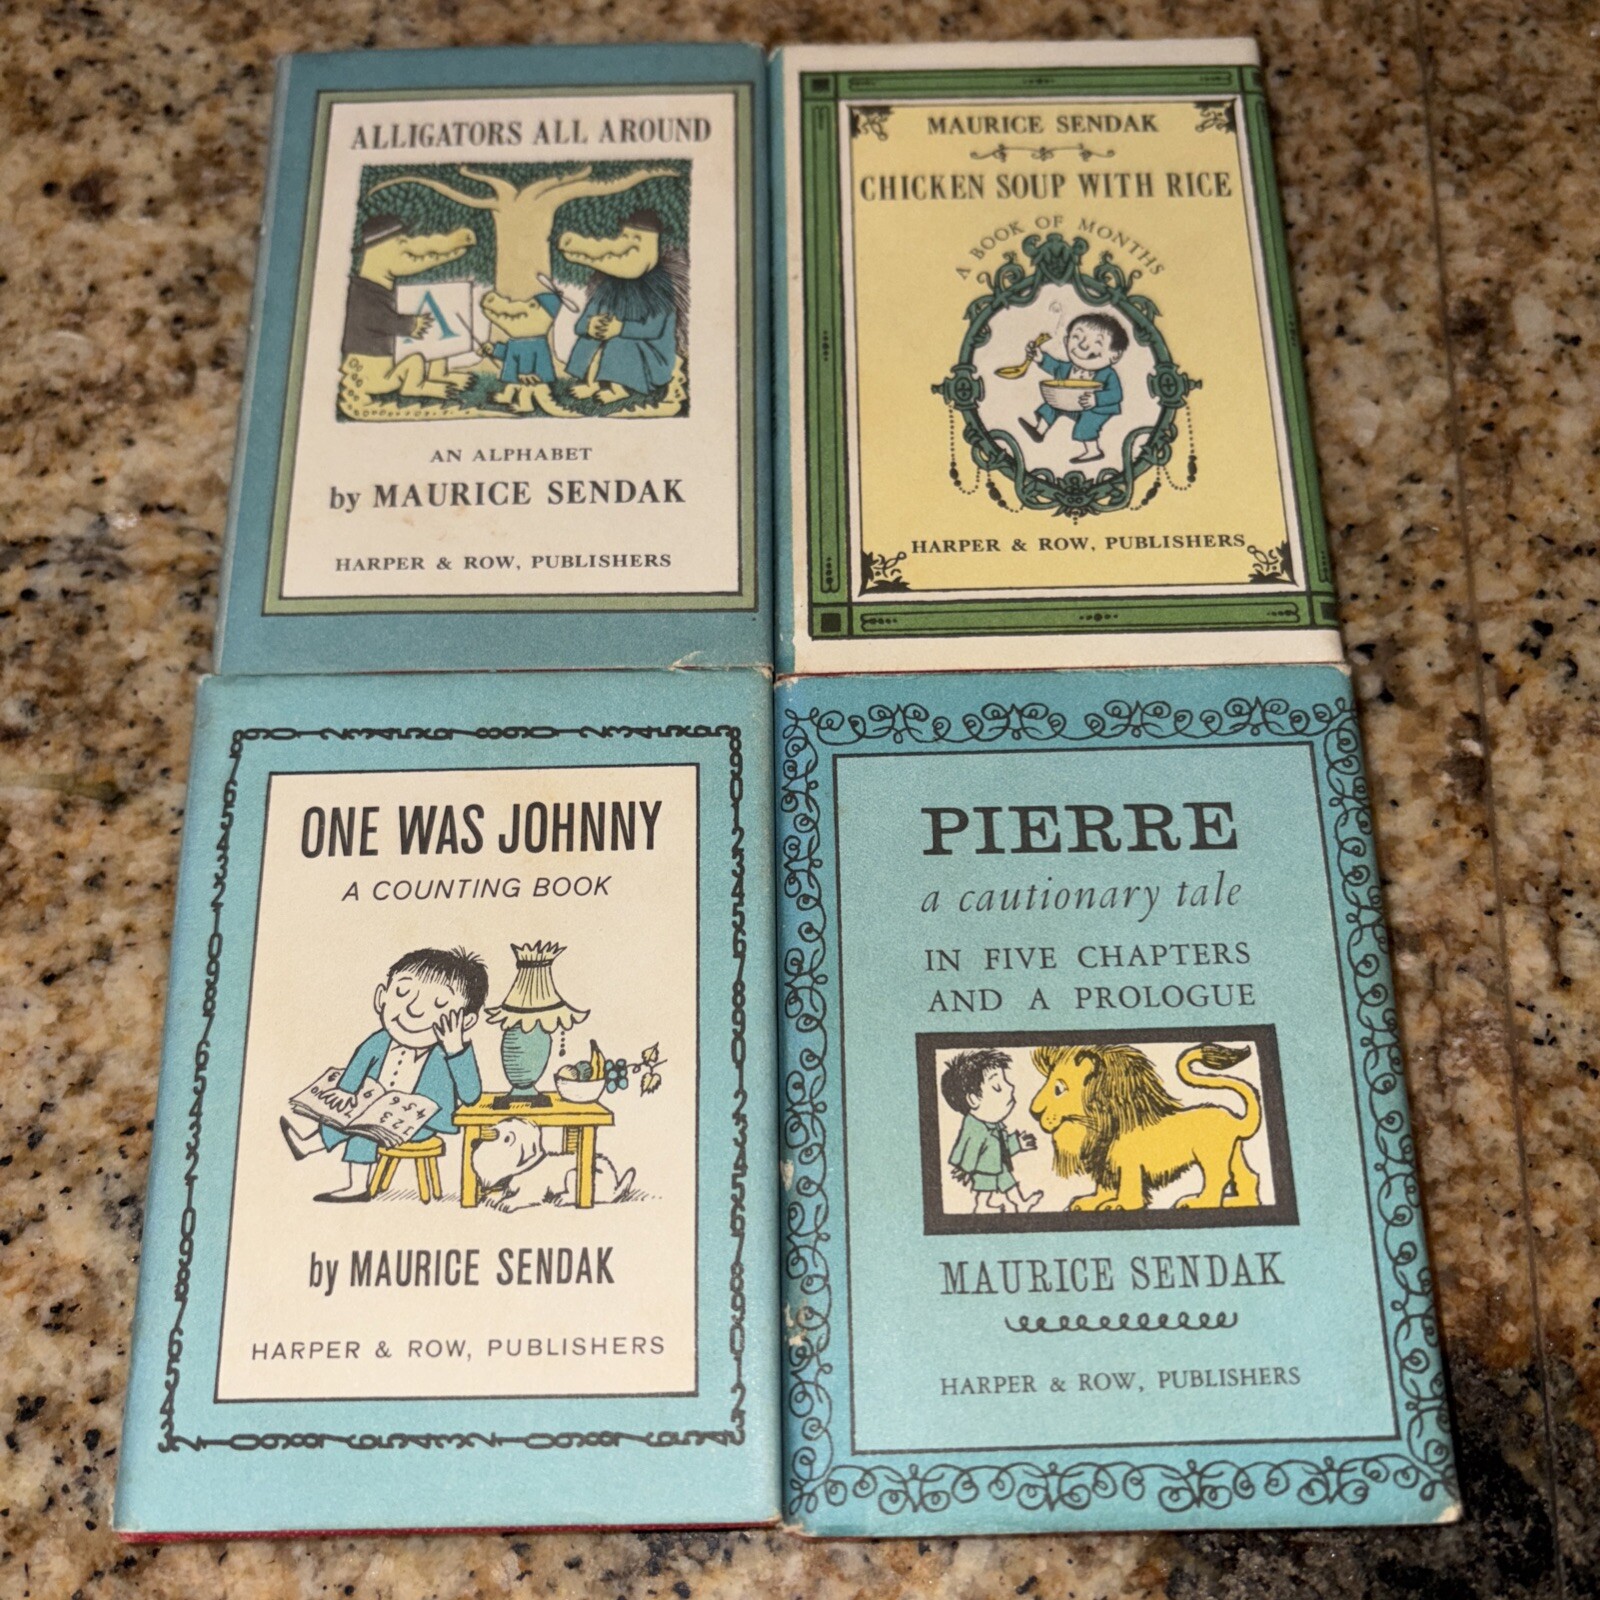 ALLIGATORS ALL AROUND
A
AN ALPHABET
by MAURICE SENDAK
HARPER & ROW, PUBLISHERS
MAURICE SENDAK
CHICKEN SOUP WITH RICE
A BOOK OF MONTHS
HARPER & ROW, PUBLISHERS
ONE WAS JOHNNY
A COUNTING BOOK
by MAURICE SENDAK
HARPER & ROW, PUBLISHERS
PIERRE
a cautionary tale
IN FIVE CHAPTERS
AND A PROLOGUE
MAURICE SENDAK
HARPER & ROW, PUBLISHERS